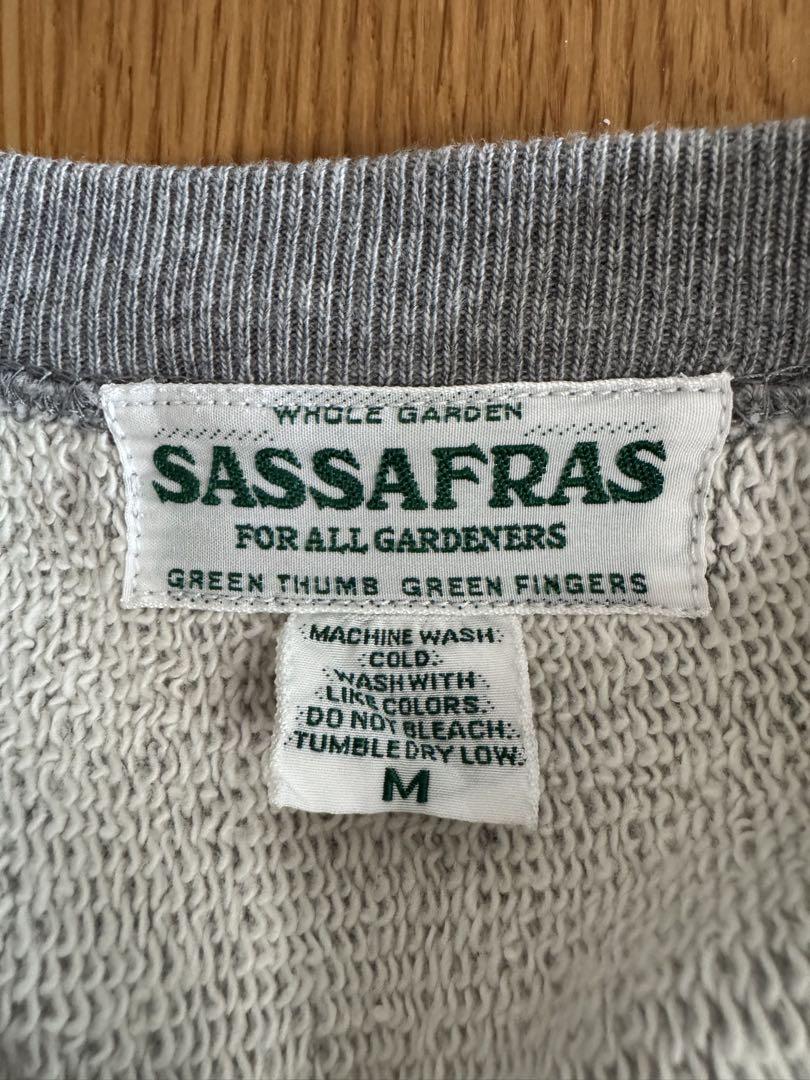 WHOLE GARDEN
SASSAFRAS
FOR ALL GARDENERS
GREEN THUMB GREEN FINGERS
MACHINE WASH
COLD.
WASH WITH
LIKE COLORS.
DO NOT BLEACH.
TUMBLE DRY LOW.
M